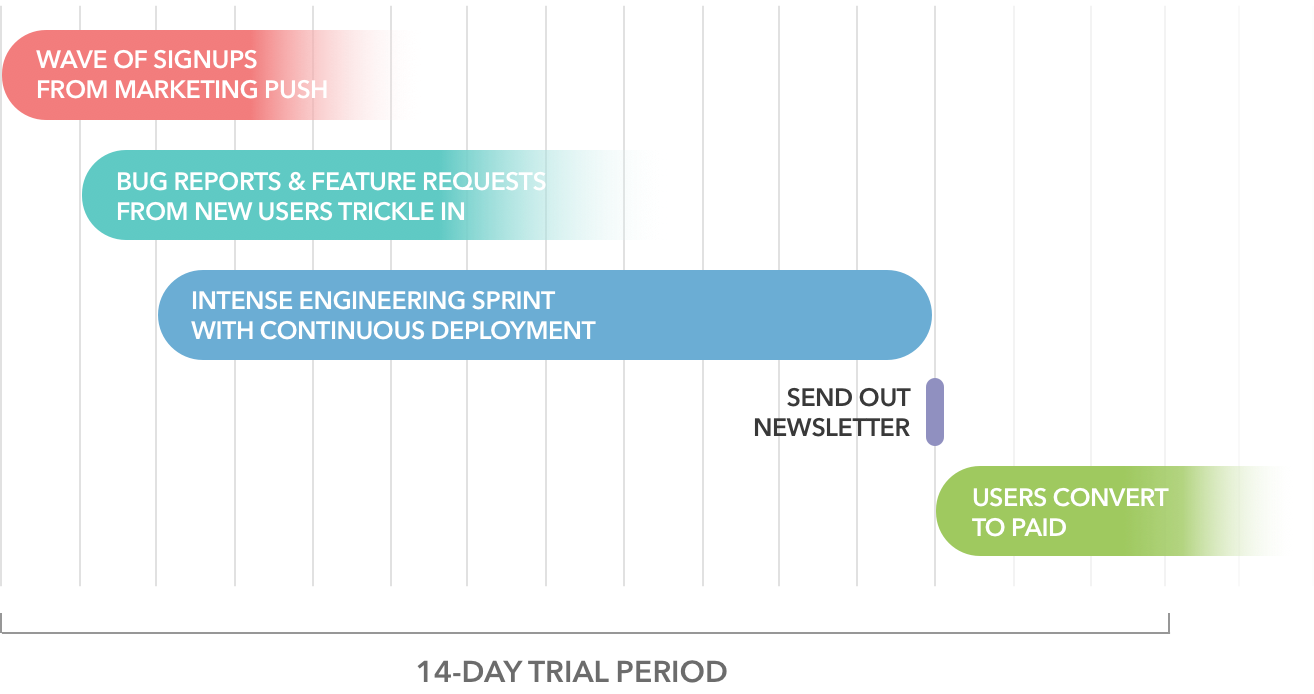 WAVE OF SIGNUPS
FROM MARKETING PUSH
BUG REPORTS & FEATURE REQUESTS
FROM NEW USERS TRICKLE IN
INTENSE ENGINEERING SPRINT
WITH CONTINUOUS DEPLOYMENT
SEND OUT
NEWSLETTER
USERS CONVERT
TO PAID
14-DAY TRIAL PERIOD